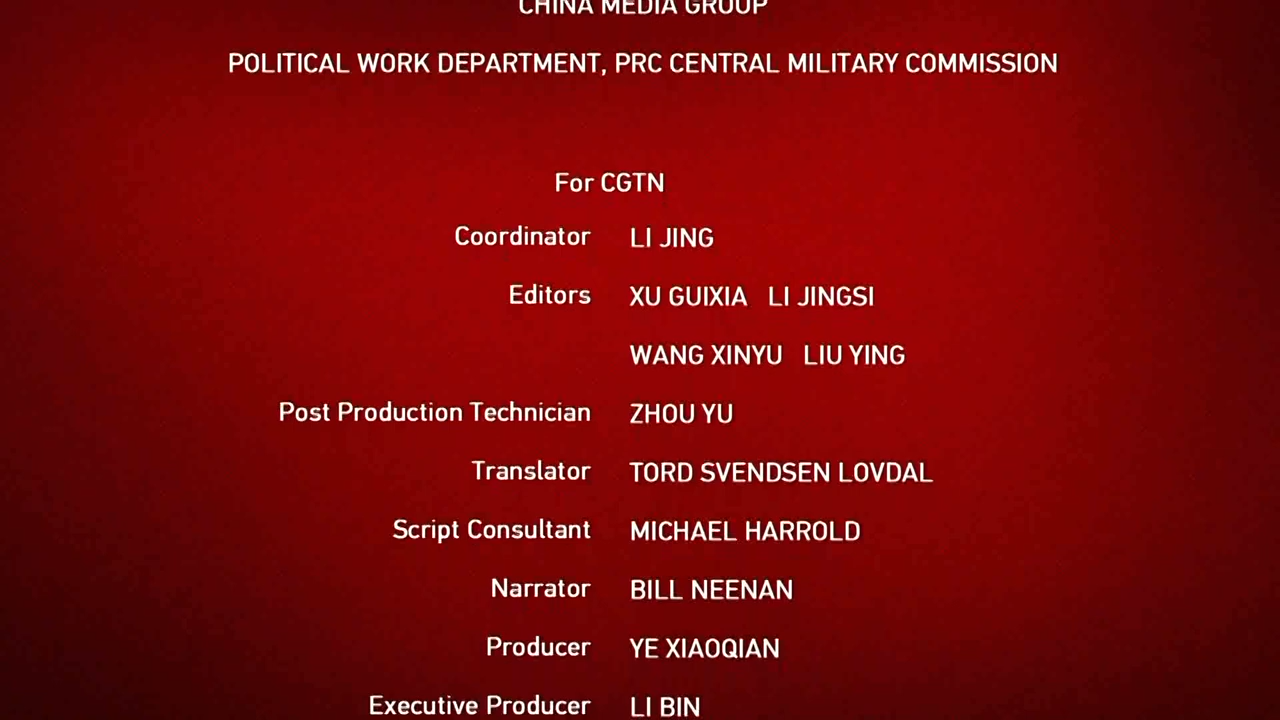 CHINA MEDIA GROUP
POLITICAL WORK DEPARTMENT, PRC CENTRAL MILITARY COMMISSION
For CGTN
Coordinator LI JING
Editors XU GUIXIA LI JINGSI
WANG XINYU LIU YING
Post Production Technician ZHOU YU
Translator TORD SVENDSEN LOVDAL
Script Consultant MICHAEL HARROLD
Narrator BILL NEENAN
Producer YE XIAOQIAN
Executive Producer LI BIN